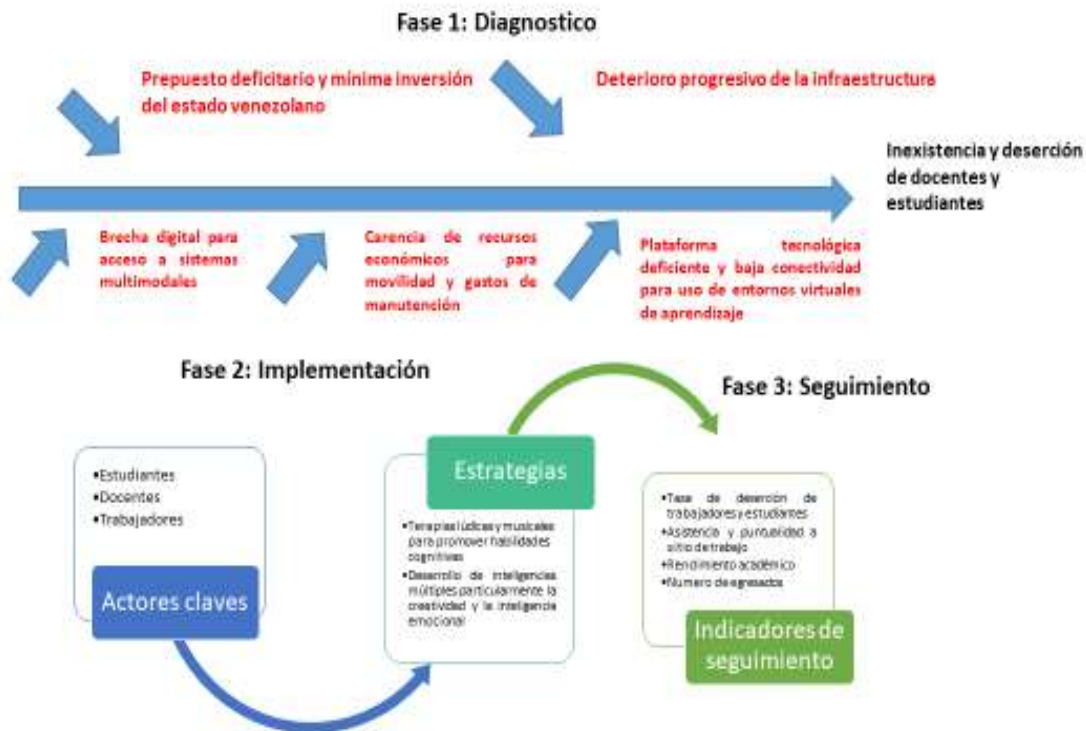 Fase 1: Diagnostico
Prepuesto deficitario y mínima inversión
del estado venezolano
Deterioro progresivo de la infraestructura
Inexistencia y deserción
de docentes y
estudiantes
Brecha digital para
acceso a sistemas
multimodales
Carencia de recursos
económicos para
movilidad y gastos de
manutención
Plataforma tecnológica
deficiente y baja conectividad
para uso de entornos virtuales
de aprendizaje
Fase 2: Implementación
Fase 3: Seguimiento
•Estudiantes
•Docentes
•Trabajadores
Actores claves
Estrategias
•Terapias lúdicas y musicales
para promover habilidades
cognitivas
•Desarrollo de inteligencias
múltiples particularmente la
creatividad y la inteligencia
emocional
•Tasa de deserción de
trabajadores y estudiantes
•Asistencia y puntualidad a
sitio de trabajo
•Rendimiento académico
•Numero de egresados
Indicadores de
seguimiento